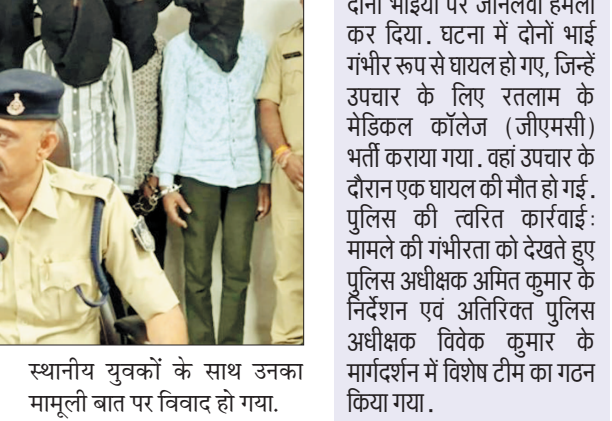 स्थानीय युवकों के साथ उनका
मामूली बात पर विवाद हो गया.
दोनों भाइयों पर जानलेवा हमला
कर दिया. घटना में दोनों भाई
गंभीर रूप से घायल हो गए, जिन्हें
उपचार के लिए रतलाम के
मेडिकल कॉलेज (जीएमसी)
भर्ती कराया गया. वहां उपचार के
दौरान एक घायल की मौत हो गई.
पुलिस की त्वरित कार्रवाई:
मामले की गंभीरता को देखते हुए
पुलिस अधीक्षक अमित कुमार के
निर्देशन एवं अतिरिक्त पुलिस
अधीक्षक विवेक कुमार के
मार्गदर्शन में विशेष टीम का गठन
किया गया.